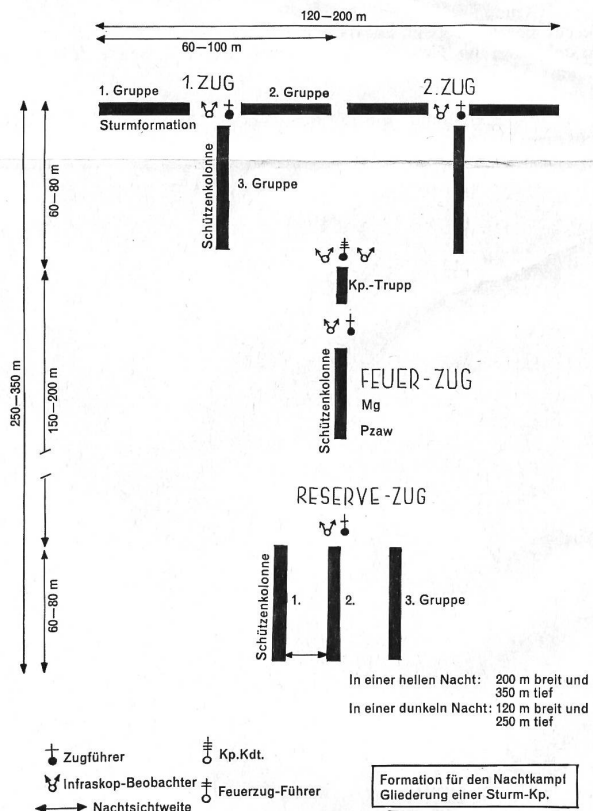 120—200 m
60—100 m
1. Gruppe
1. ZUG
2. Gruppe
2. ZUG
Sturmformation
Schützenkolonne
3. Gruppe
60—80 m
Kp.-Trupp
250—350 m
150—200 m
Schützenkolonne
FEUER-ZUG
Mg
Pzaw
RESERVE-ZUG
60—80 m
Schützenkolonne
1.
2.
3. Gruppe
In einer hellen Nacht: 200 m breit und
350 m tief
In einer dunkeln Nacht: 120 m breit und
250 m tief
Zugführer
Kp.Kdt.
Infraskop-Beobachter
Feuerzug-Führer
Nachtsichtweite
Formation für den Nachtkampf
Gliederung einer Sturm-Kp.